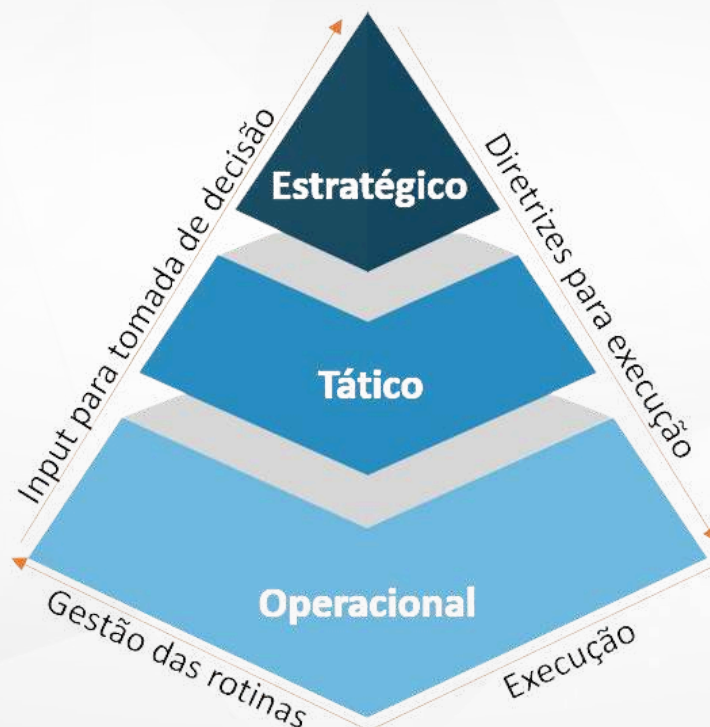 Estratégico
Tático
Operacional
Input para tomada de decisão
Diretrizes para execução
Gestão das rotinas
Execução